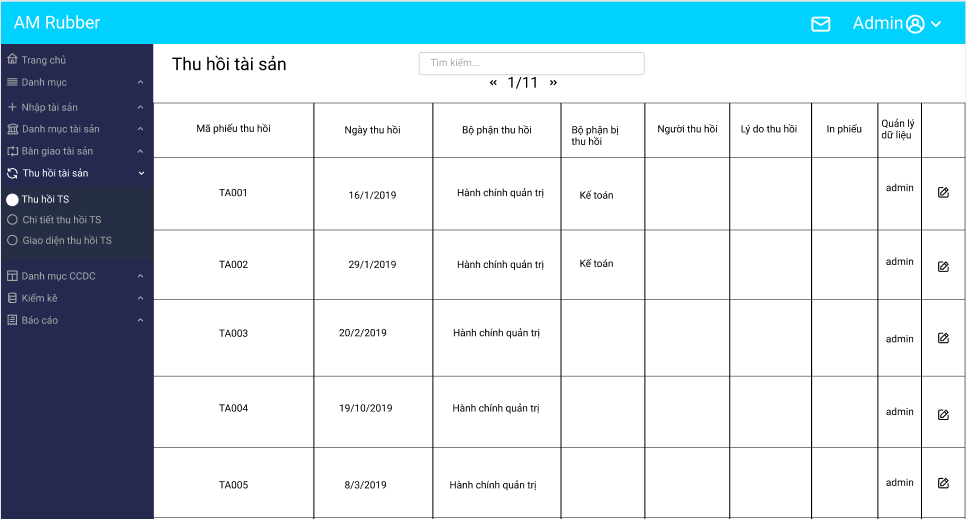 AM Rubber
Admin
Trang chủ
Danh mục
Nhập tài sản
Danh mục tài sản
Bàn giao tài sản
Thu hồi tài sản
Thu hồi TS
Chi tiết thu hồi TS
Giao diện thu hồi TS
Danh mục CCDC
Kiểm kê
Báo cáo
Thu hồi tài sản
Tìm kiếm...
« 1/11 »
Mã phiếu thu hồi Ngày thu hồi Bộ phận thu hồi Bộ phận bị thu hồi Người thu hồi Lý do thu hồi In phiếu Quản lý dữ liệu
TA001 16/1/2019 Hành chính quản trị Kế toán admin
TA002 29/1/2019 Hành chính quản trị Kế toán admin
TA003 20/2/2019 Hành chính quản trị admin
TA004 19/10/2019 Hành chính quản trị admin
TA005 8/3/2019 Hành chính quản trị admin